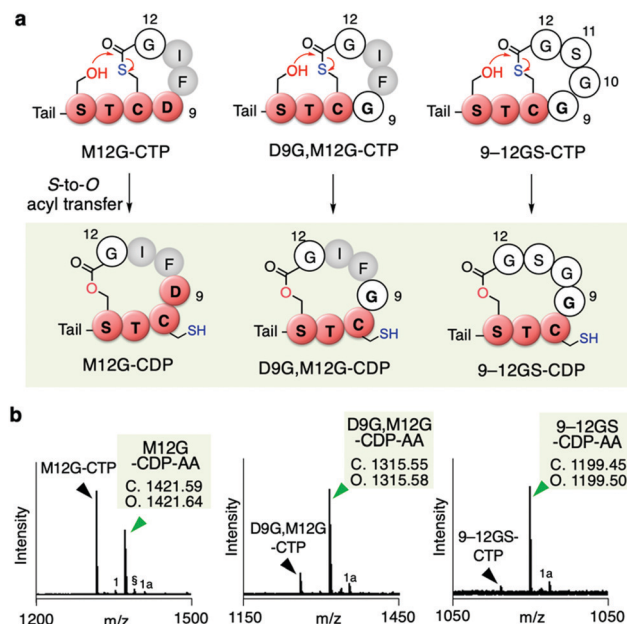 a
12
O
G
I
F
OH
S
Tail
S
T
C
D
9
M12G-CTP
12
O
G
I
F
OH
S
Tail
S
T
C
G
9
D9G,M12G-CTP
12
11
O
G
S
G
10
OH
S
Tail
S
T
C
G
9
9–12GS-CTP
S-to-O
acyl transfer
12
G
I
F
O
O
D
9
C
Tail
S
T
SH
M12G-CDP
12
G
I
F
O
O
G
9
C
Tail
S
T
SH
D9G,M12G-CDP
12
G
S
G
O
O
G
9
Tail
S
T
C
SH
9–12GS-CDP
b
M12G
-CDP-AA
C. 1421.59
O. 1421.64
M12G-CTP
Intensity
1
§
1a
1200
m/z
1500
D9G,M12G
-CDP-AA
C. 1315.55
O. 1315.58
D9G,M12G
-CTP
Intensity
1a
1150
m/z
1450
9–12GS
-CDP-AA
C. 1199.45
O. 1199.50
9–12GS-
CTP
Intensity
1a
1050
m/z
1050